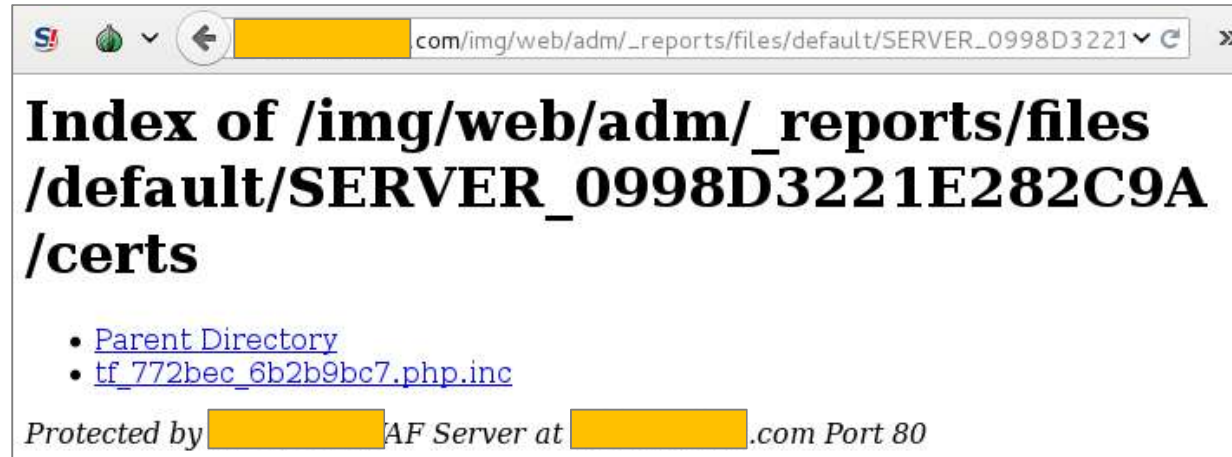 S!
.com/img/web/adm/_reports/files/default/SERVER_0998D3221
Index of /img/web/adm/_reports/files
/default/SERVER_0998D3221E282C9A
/certs
Parent Directory
tf_772bec_6b2b9bc7.php.inc
Protected by AF Server at .com Port 80